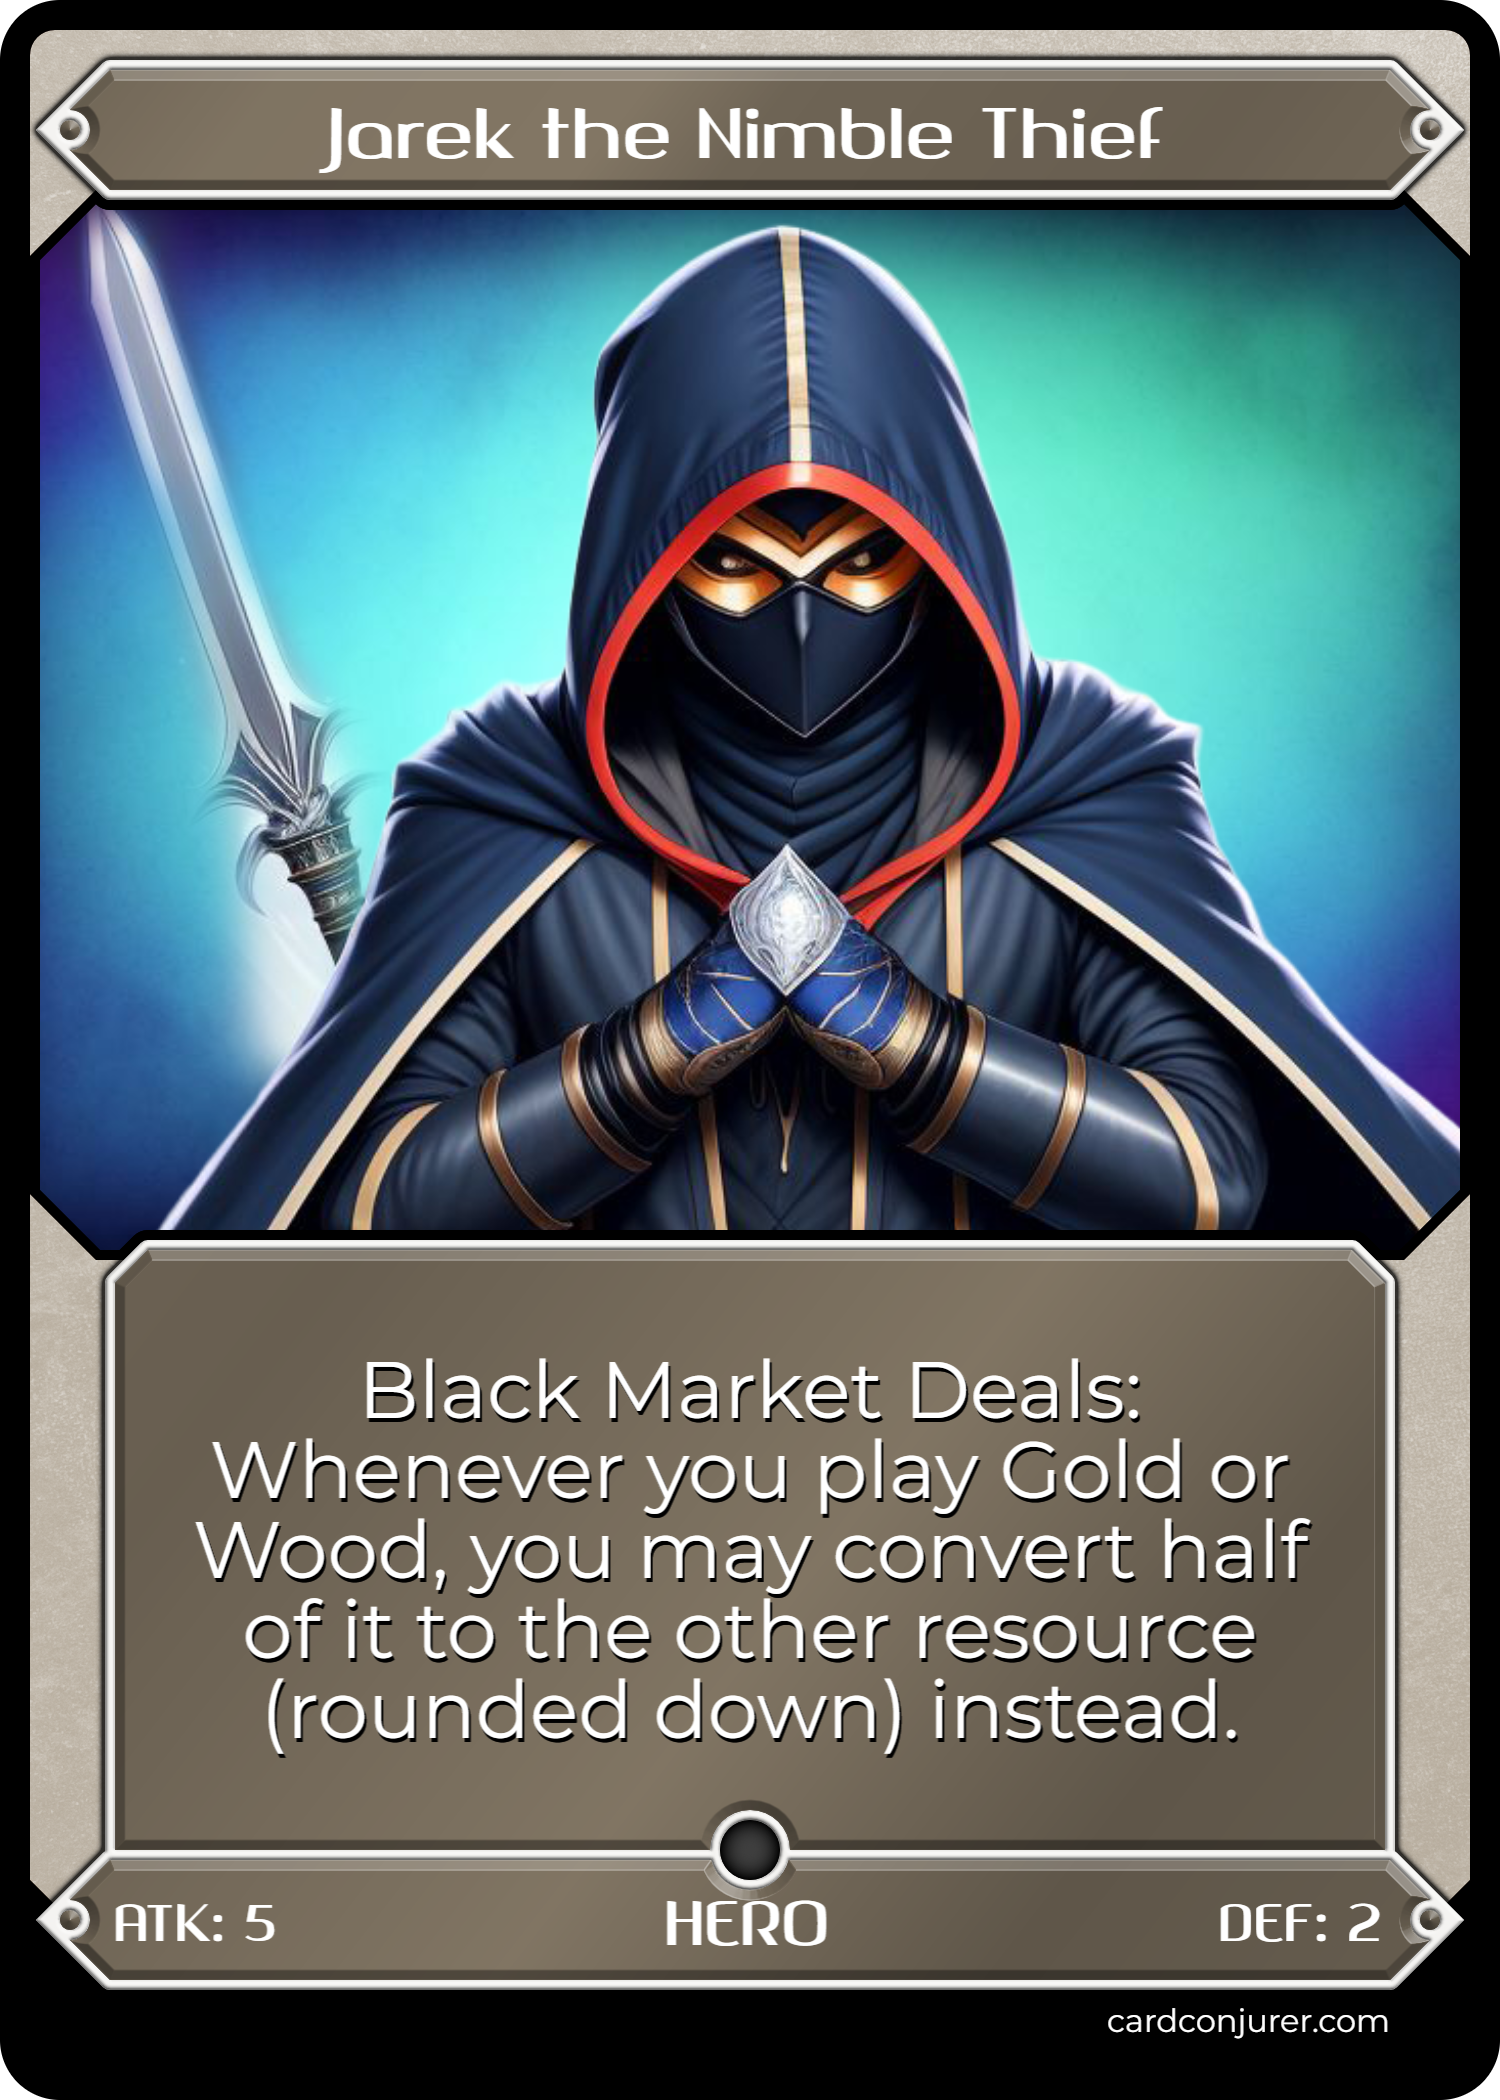 Jarek the Nimble Thief
Black Market Deals:
Whenever you play Gold or
Wood, you may convert half
of it to the other resource
(rounded down) instead.
ATK: 5
HERO
DEF: 2
cardconjurer.com